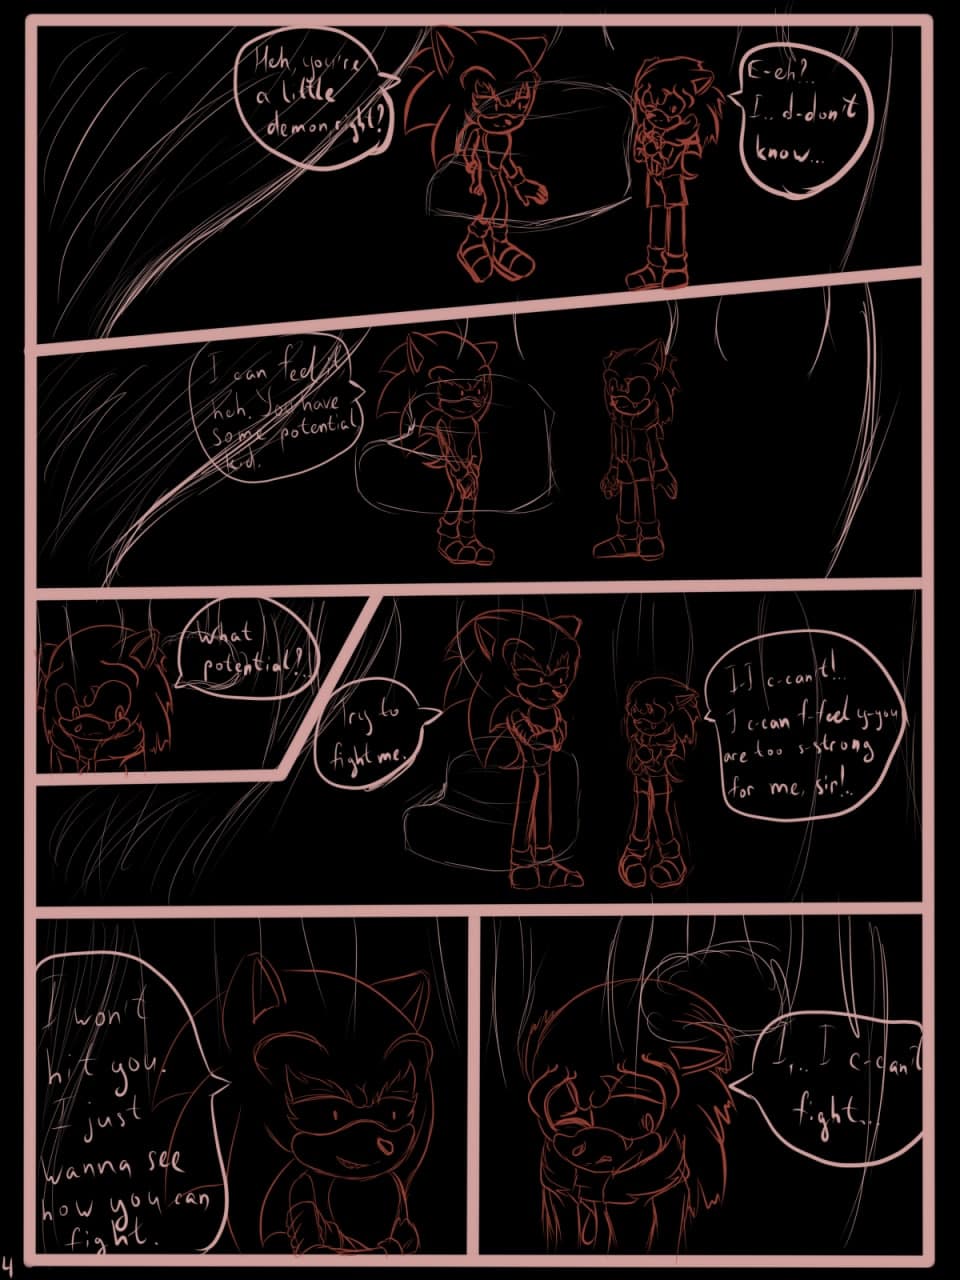 Heh, you're
a little
demon, right?
E-eh?..
I.. d-don't
know...
I can feel it
heh. You have
some potential
kid.
What
potential?..
Try to
fight me.
I-I c-can't!..
I c-can f-feel y-you
are too s-strong
for me, sir!..
I won't
hit you.
I just
wanna see
how you can
fight.
I... I c-can't
fight...
4